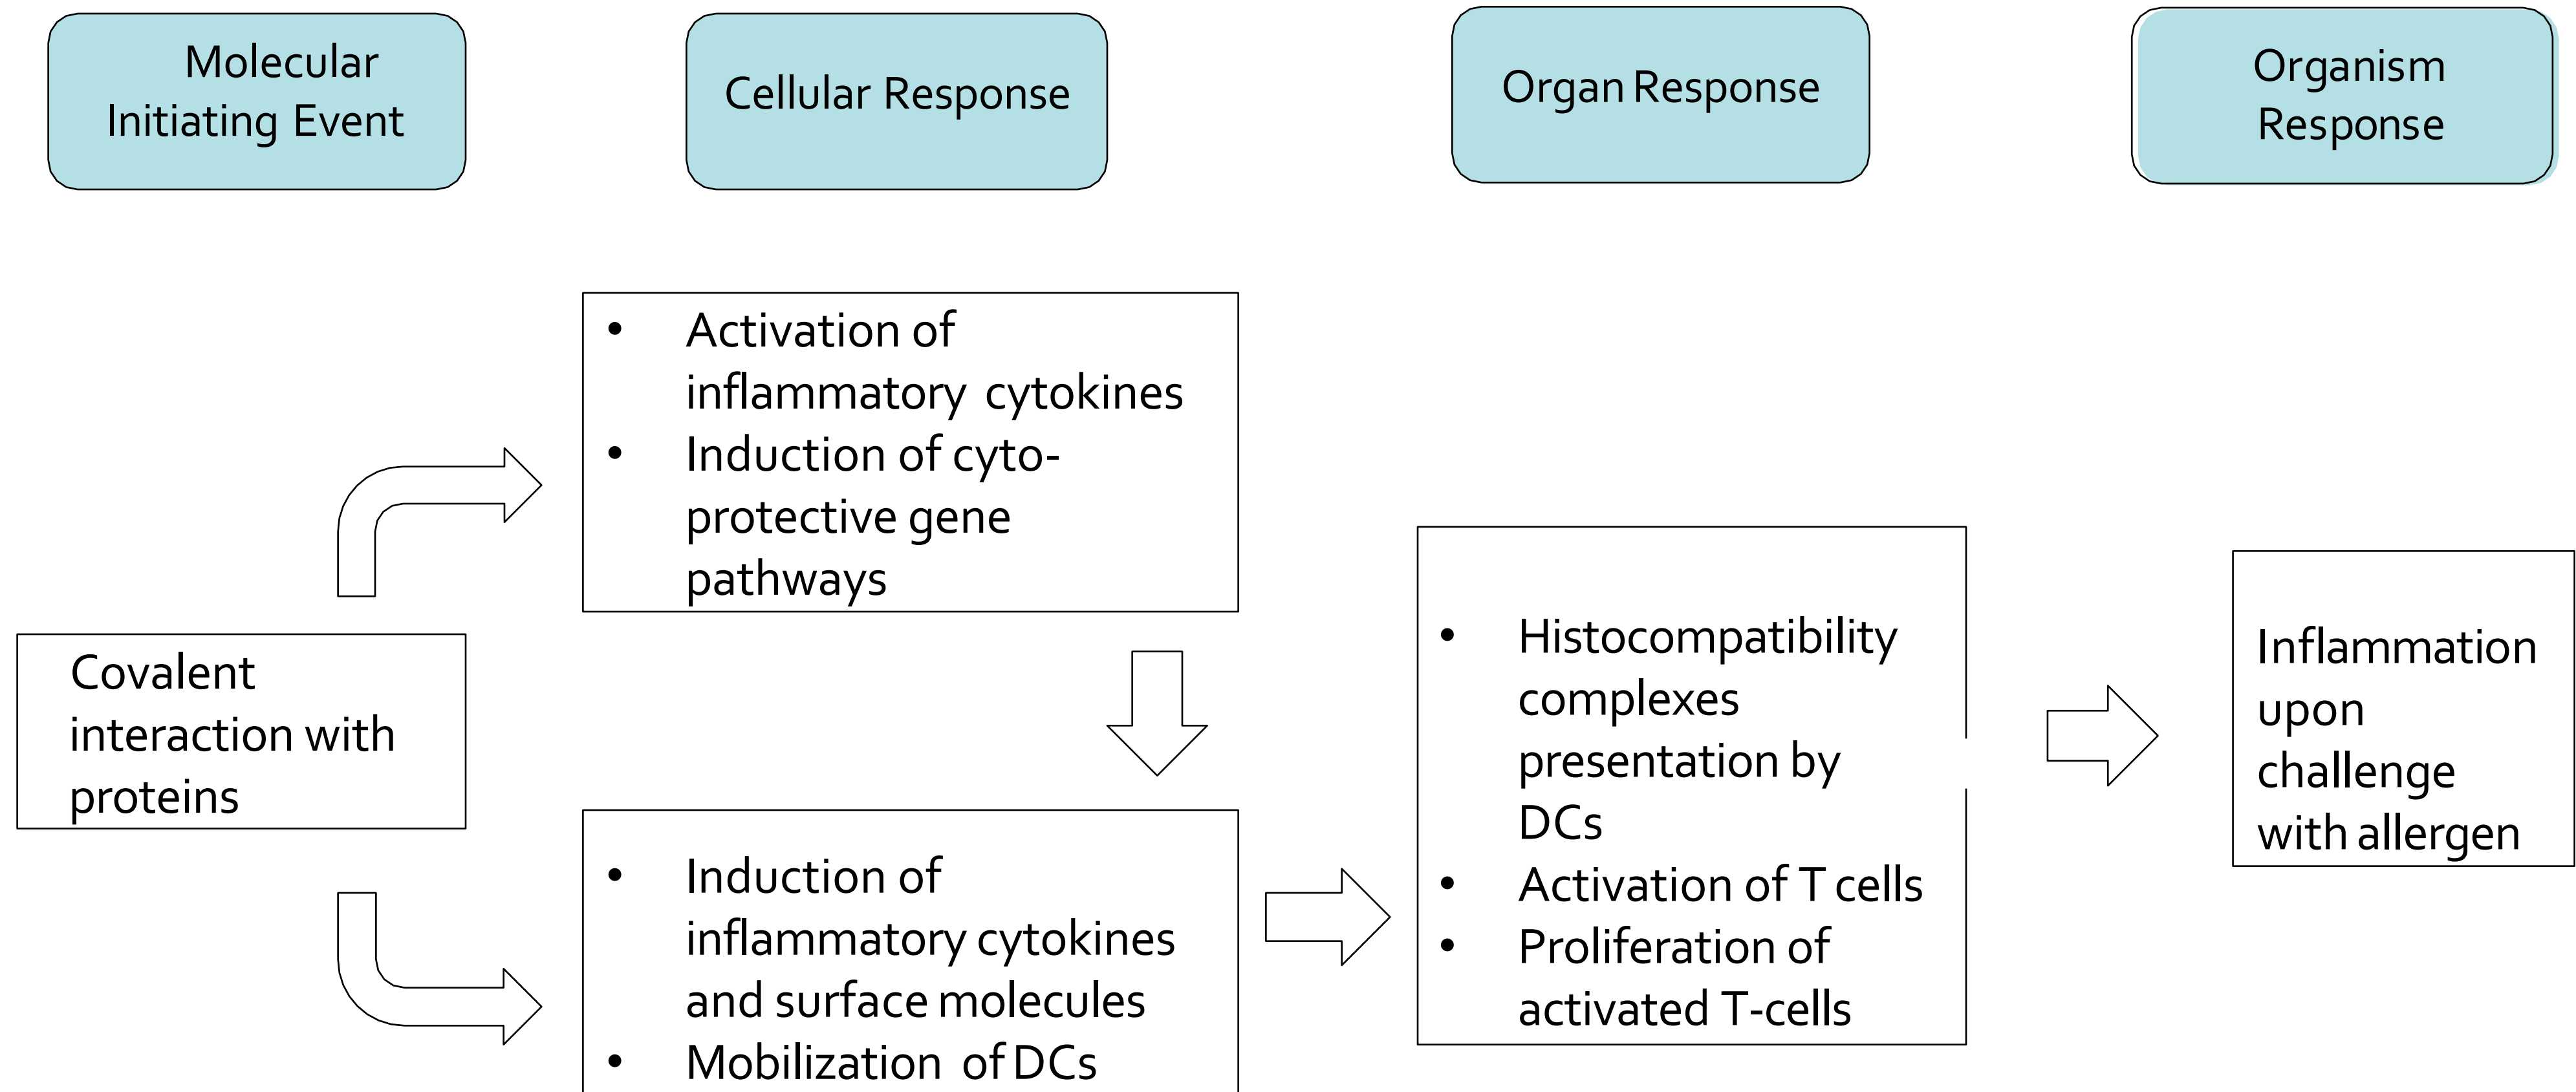 Molecular
Initiating Event
Cellular Response
Organ Response
Organism
Response
Covalent
interaction with
proteins
• Activation of
inflammatory cytokines
• Induction of cyto-
protective gene
pathways
• Induction of
inflammatory cytokines
and surface molecules
• Mobilization of DCs
• Histocompatibility
complexes
presentation by
DCs
• Activation of T cells
• Proliferation of
activated T-cells
Inflammation
upon
challenge
with allergen